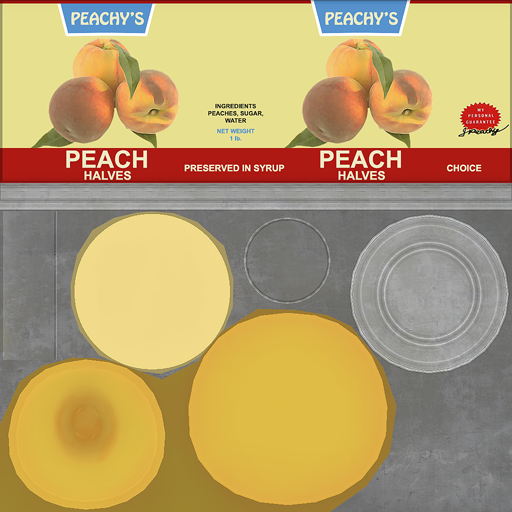 PEACHY'S
PEACHY'S
INGREDIENTS
PEACHES, SUGAR,
WATER
NET WEIGHT
1 lb.
MY
PERSONAL
GUARANTEE
PEACH
HALVES
PRESERVED IN SYRUP
PEACH
HALVES
CHOICE